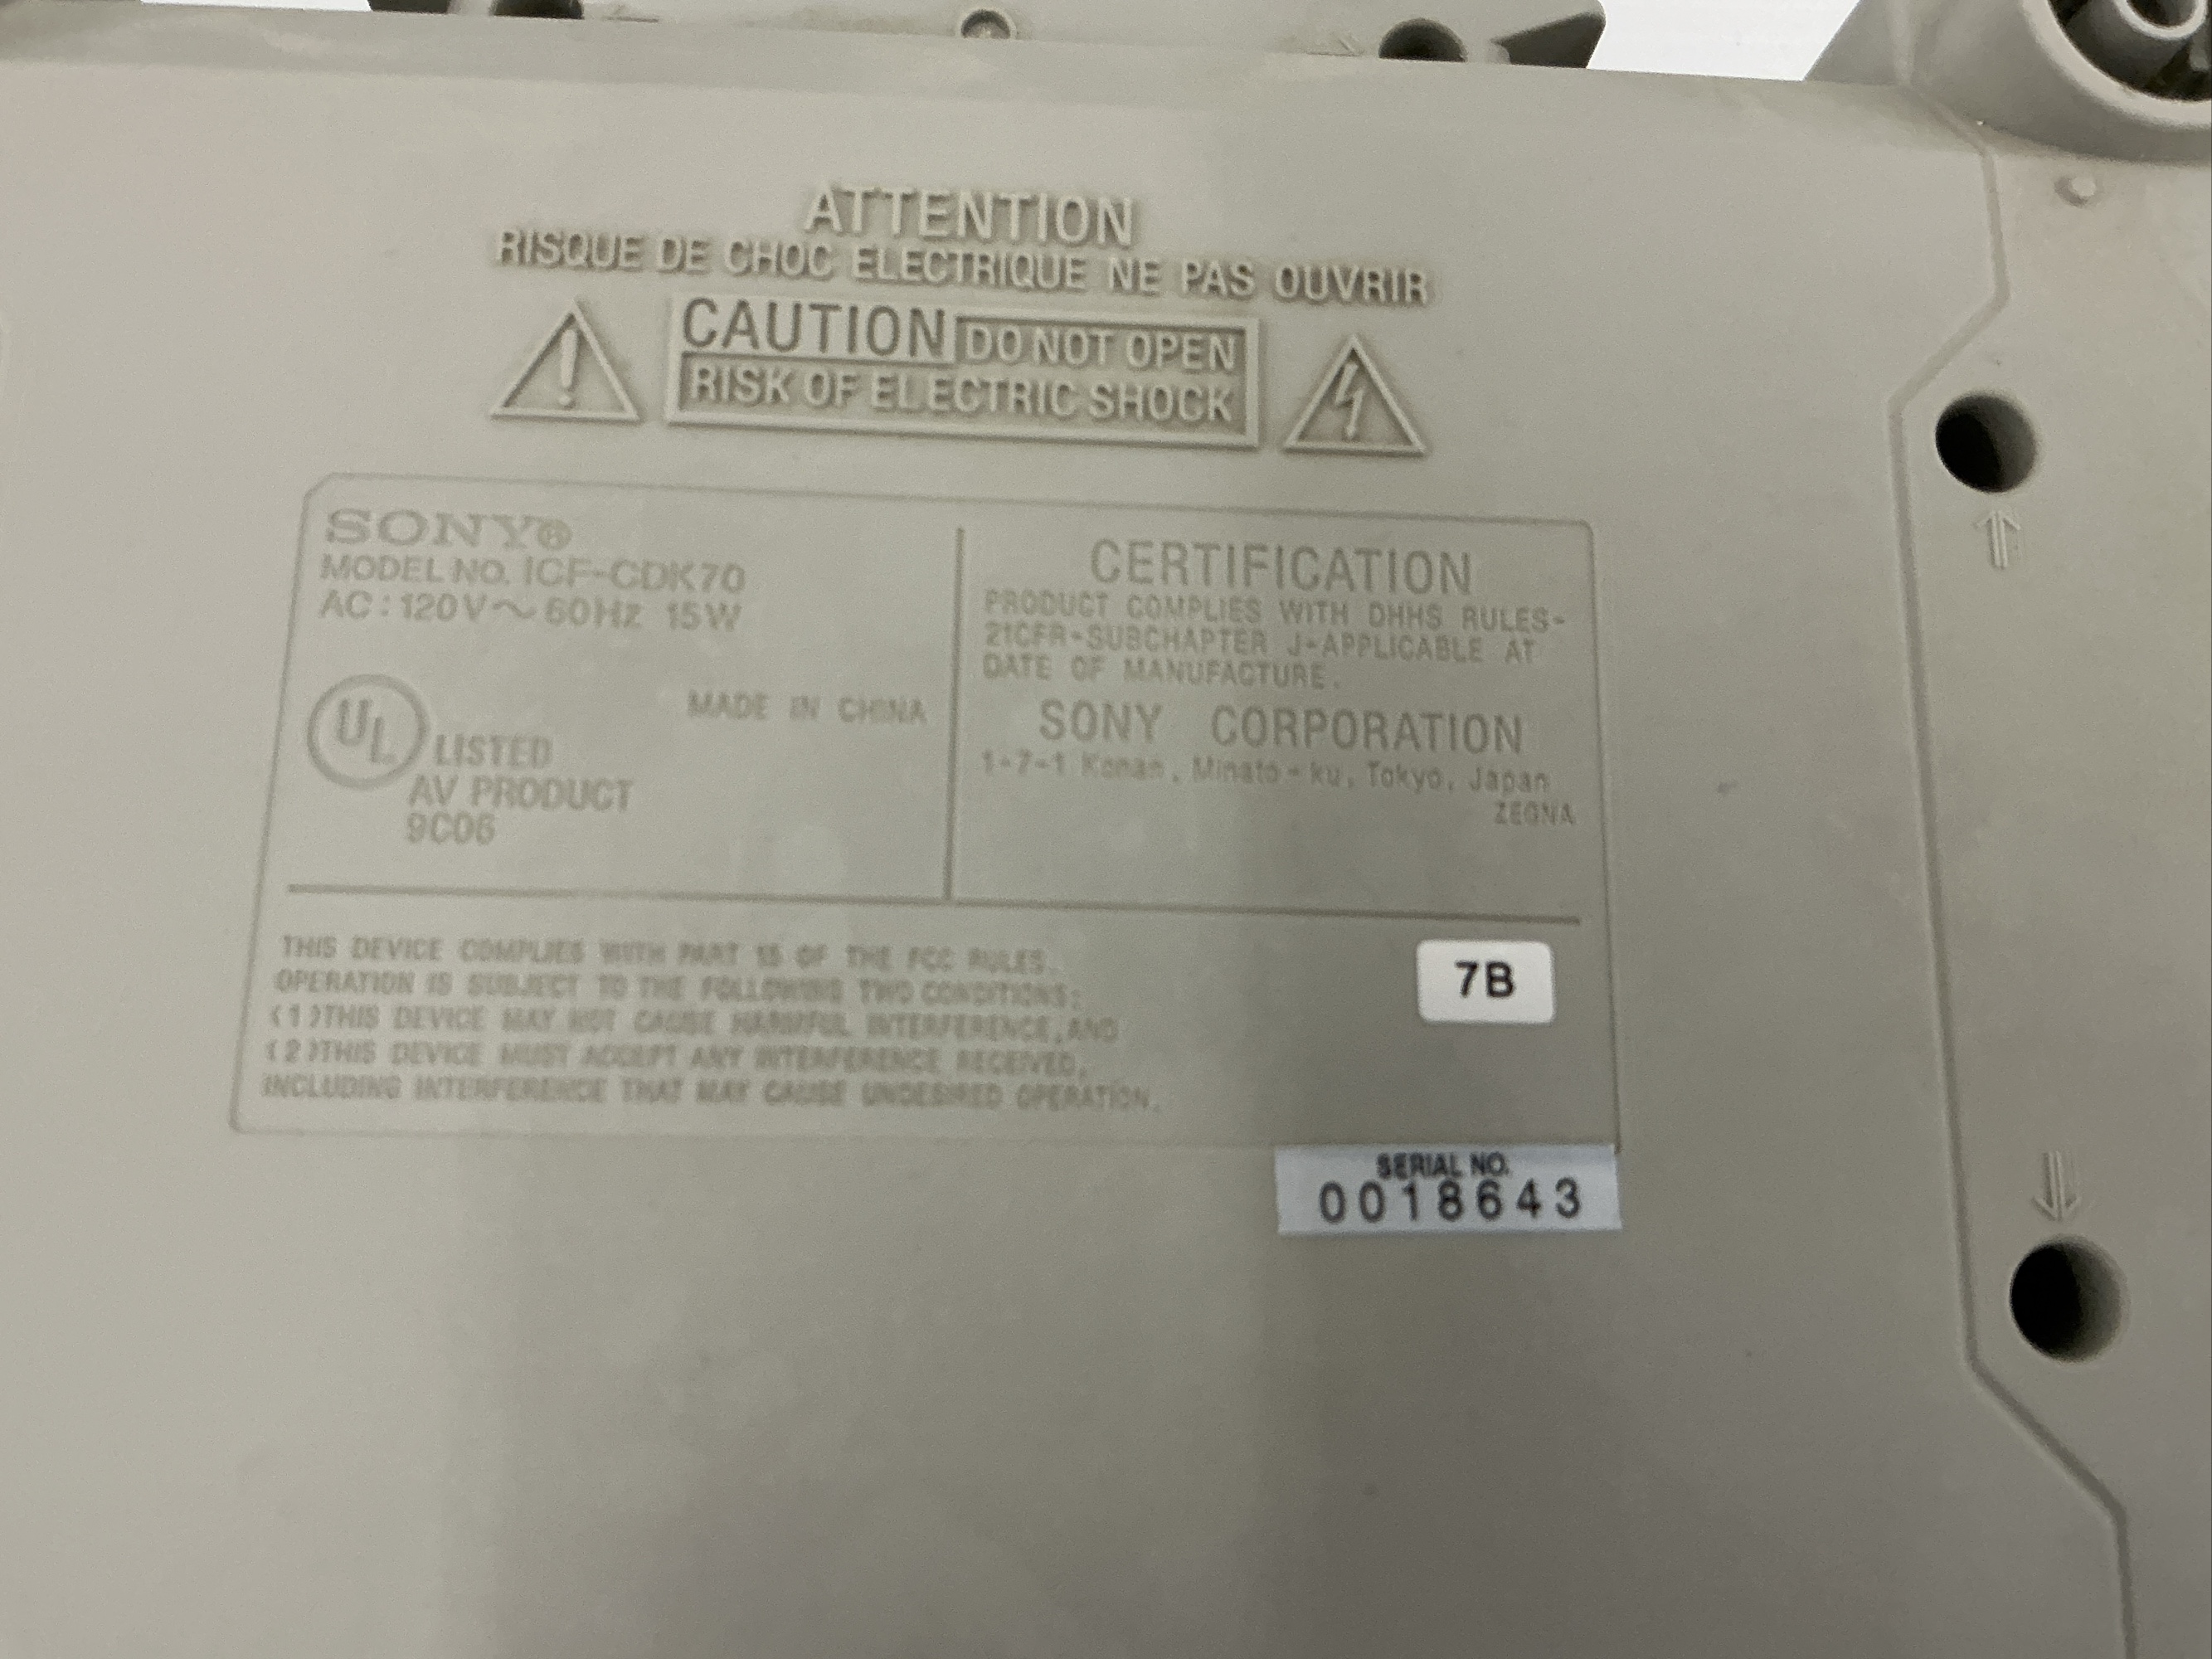 ATTENTION
RISQUE DE CHOC ELECTRIQUE NE PAS OUVRIR
CAUTION DO NOT OPEN
RISK OF ELECTRIC SHOCK
SONY®
MODEL NO. ICF-CDK70
AC : 120V～60Hz 15W
MADE IN CHINA
UL LISTED
AV PRODUCT
9C06
CERTIFICATION
PRODUCT COMPLIES WITH DHHS RULES-
21CFR-SUBCHAPTER J-APPLICABLE AT
DATE OF MANUFACTURE.
SONY CORPORATION
1-7-1 Konan, Minato-ku, Tokyo, Japan
ZEGNA
THIS DEVICE COMPLIES WITH PART 15 OF THE FCC RULES.
OPERATION IS SUBJECT TO THE FOLLOWING TWO CONDITIONS:
(1)THIS DEVICE MAY NOT CAUSE HARMFUL INTERFERENCE,AND
(2)THIS DEVICE MUST ACCEPT ANY INTERFERENCE RECEIVED,
INCLUDING INTERFERENCE THAT MAY CAUSE UNDESIRED OPERATION.
7B
SERIAL NO.
0018643